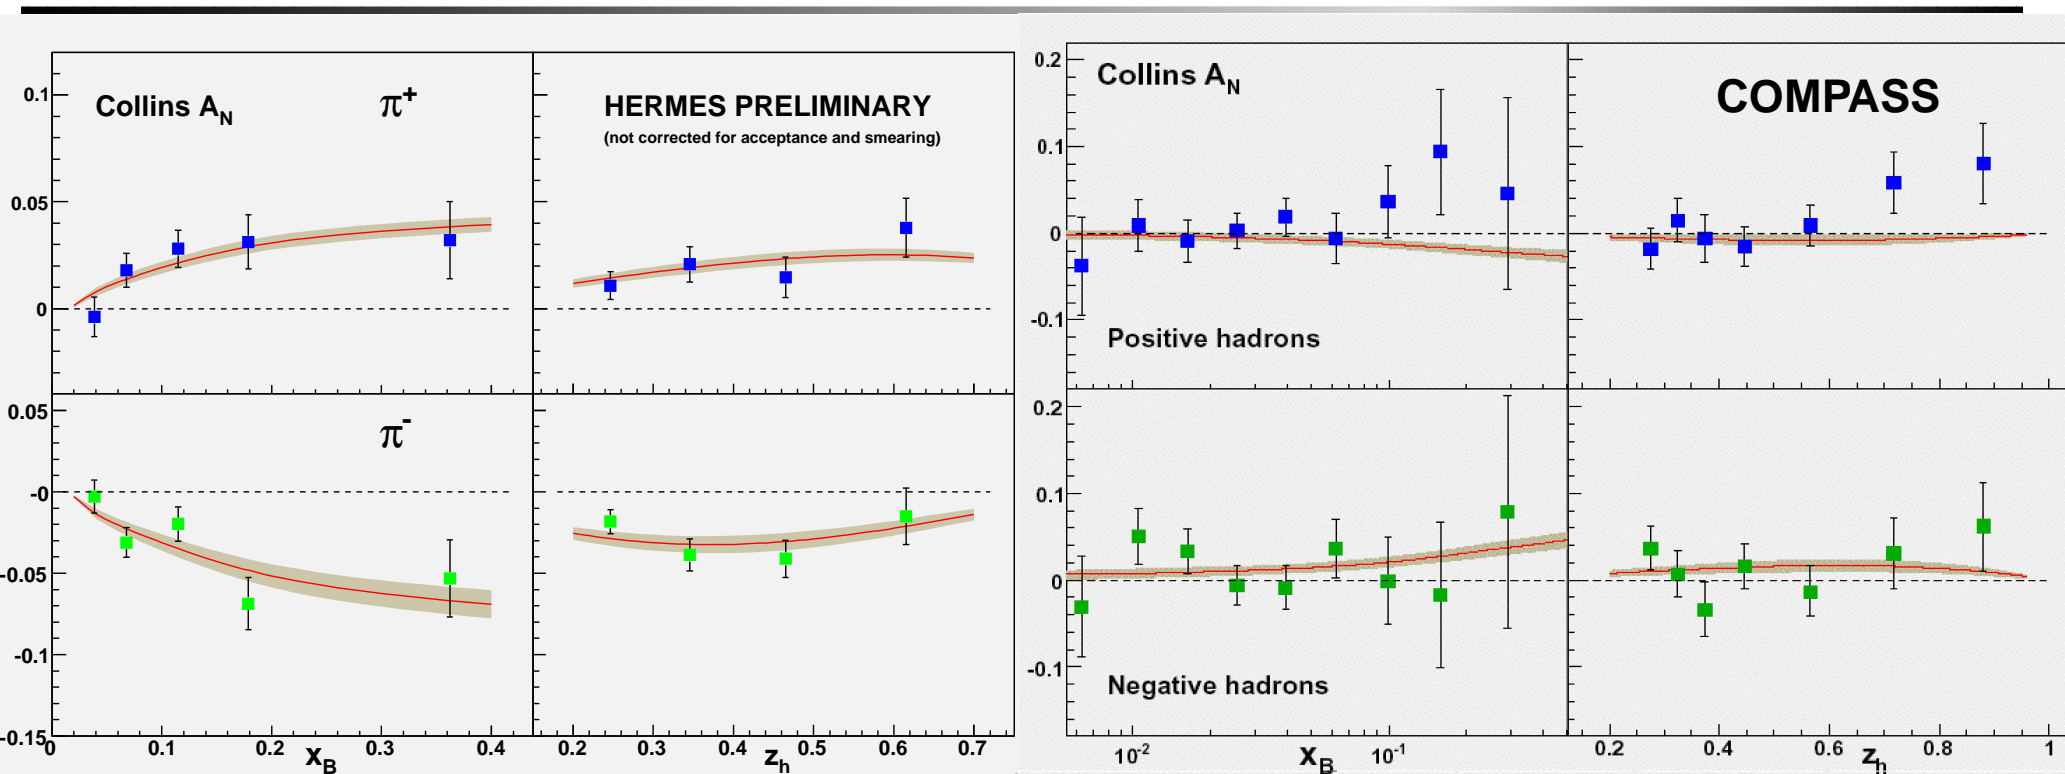 Collins A_N π⁺ HERMES PRELIMINARY
(not corrected for acceptance and smearing)
0.1
0.05
0
π⁻
0.05
-0
-0.05
-0.1
-0.15
0 0.1 0.2 0.3 0.4
x_B
0.2 0.3 0.4 0.5 0.6 0.7
z_h
Collins A_N COMPASS
0.2
0.1
0
-0.1
Positive hadrons
0.2
0.1
0
-0.1
Negative hadrons
10⁻² 10⁻¹
x_B
0.2 0.4 0.6 0.8 1
z_h